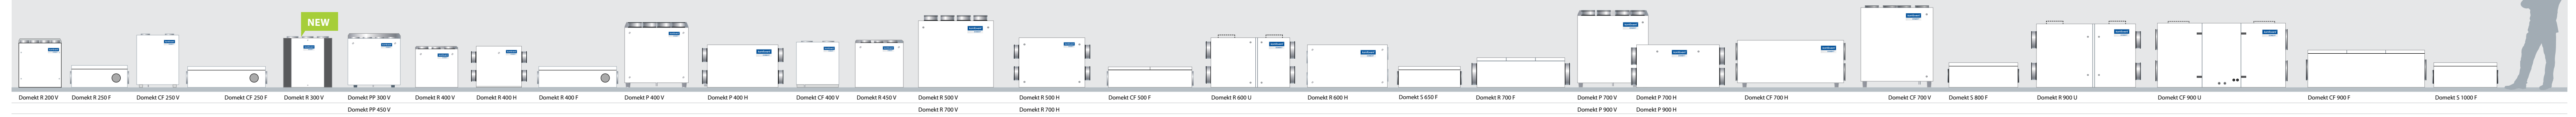 NEW
Domekt R 200 V Domekt R 250 F Domekt CF 250 V Domekt CF 250 F Domekt R 300 V Domekt PP 300 V Domekt R 400 V Domekt R 400 H Domekt R 400 F Domekt P 400 V Domekt P 400 H Domekt CF 400 V Domekt R 450 V Domekt R 500 V Domekt R 500 H Domekt CF 500 F Domekt R 600 U Domekt R 600 H Domekt S 650 F Domekt R 700 F Domekt P 700 V Domekt P 700 H Domekt CF 700 H Domekt CF 700 V Domekt S 800 F Domekt R 900 U Domekt CF 900 U Domekt CF 900 F Domekt S 1000 F
Domekt PP 450 V Domekt R 700 V Domekt R 700 H Domekt P 900 V Domekt P 900 H